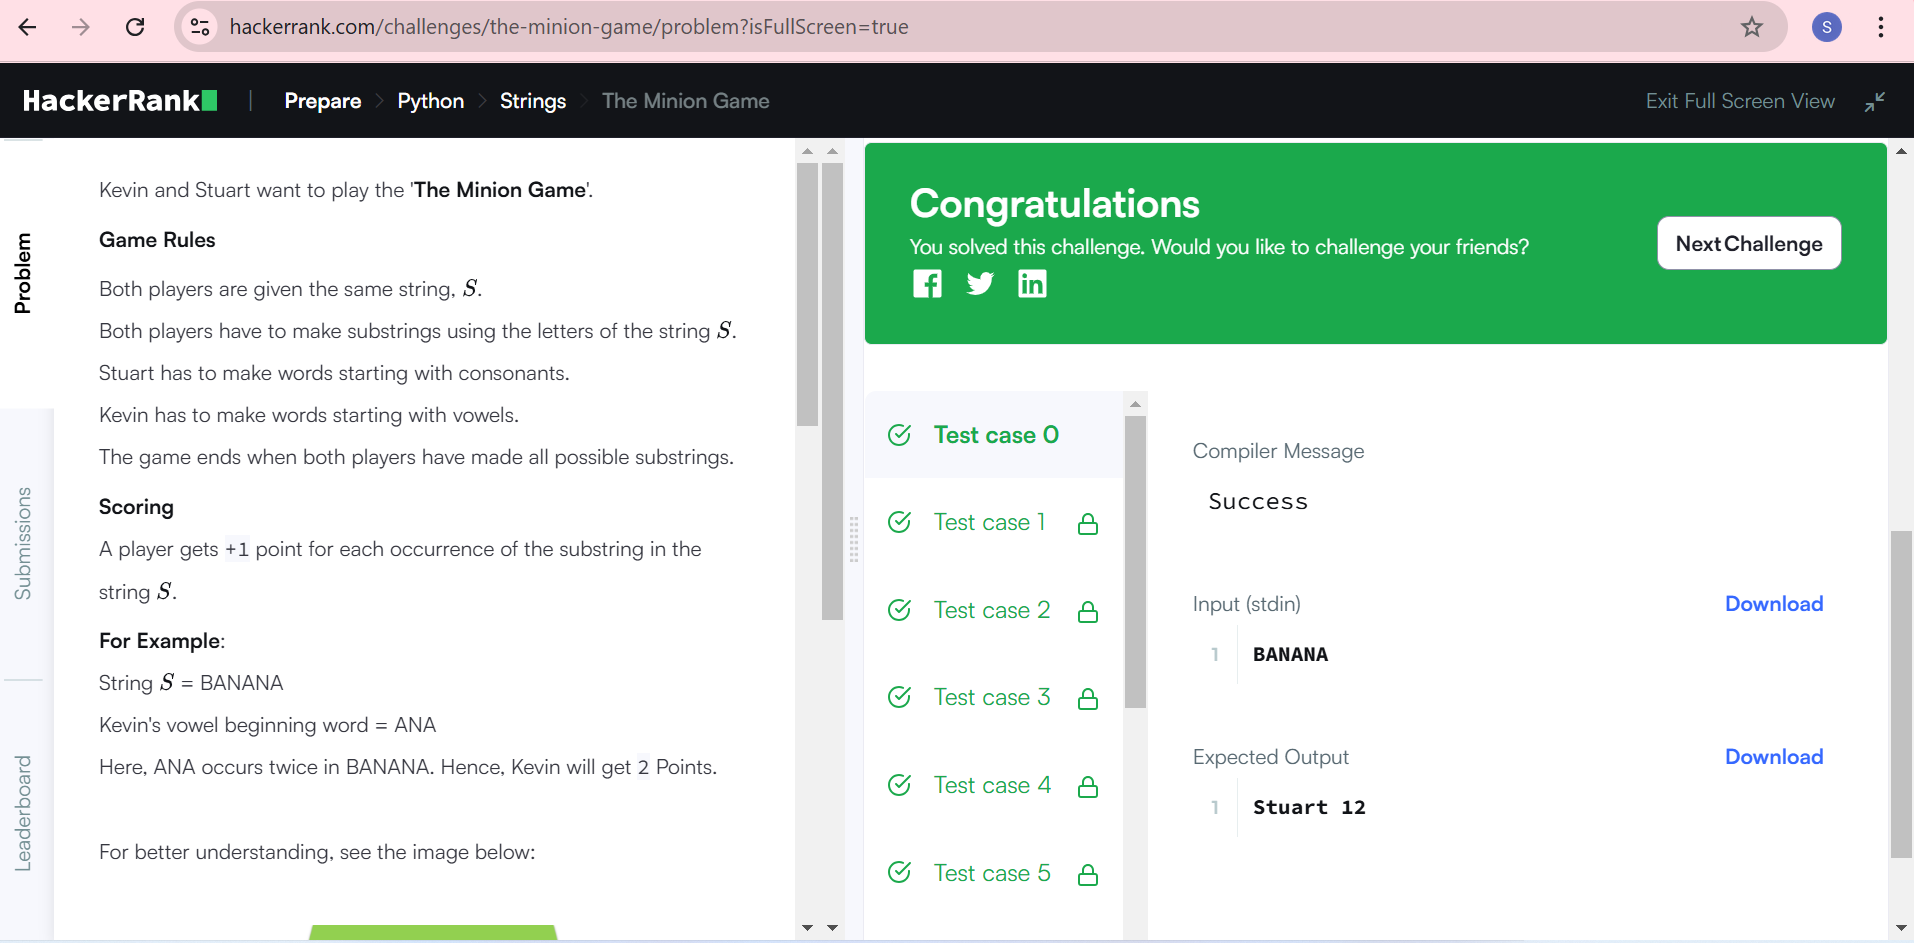 hackerrank.com/challenges/the-minion-game/problem?isFullScreen=true
S
HackerRank
Prepare
Python
Strings
The Minion Game
Exit Full Screen View
Problem
Submissions
Leaderboard
Kevin and Stuart want to play the 'The Minion Game'.
Game Rules
Both players are given the same string, S.
Both players have to make substrings using the letters of the string S.
Stuart has to make words starting with consonants.
Kevin has to make words starting with vowels.
The game ends when both players have made all possible substrings.
Scoring
A player gets +1 point for each occurrence of the substring in the
string S.
For Example:
String S = BANANA
Kevin's vowel beginning word = ANA
Here, ANA occurs twice in BANANA. Hence, Kevin will get 2 Points.
For better understanding, see the image below:
Congratulations
You solved this challenge. Would you like to challenge your friends?
Next Challenge
Test case 0
Test case 1
Test case 2
Test case 3
Test case 4
Test case 5
Compiler Message
Success
Input (stdin)
Download
1 BANANA
Expected Output
Download
1 Stuart 12